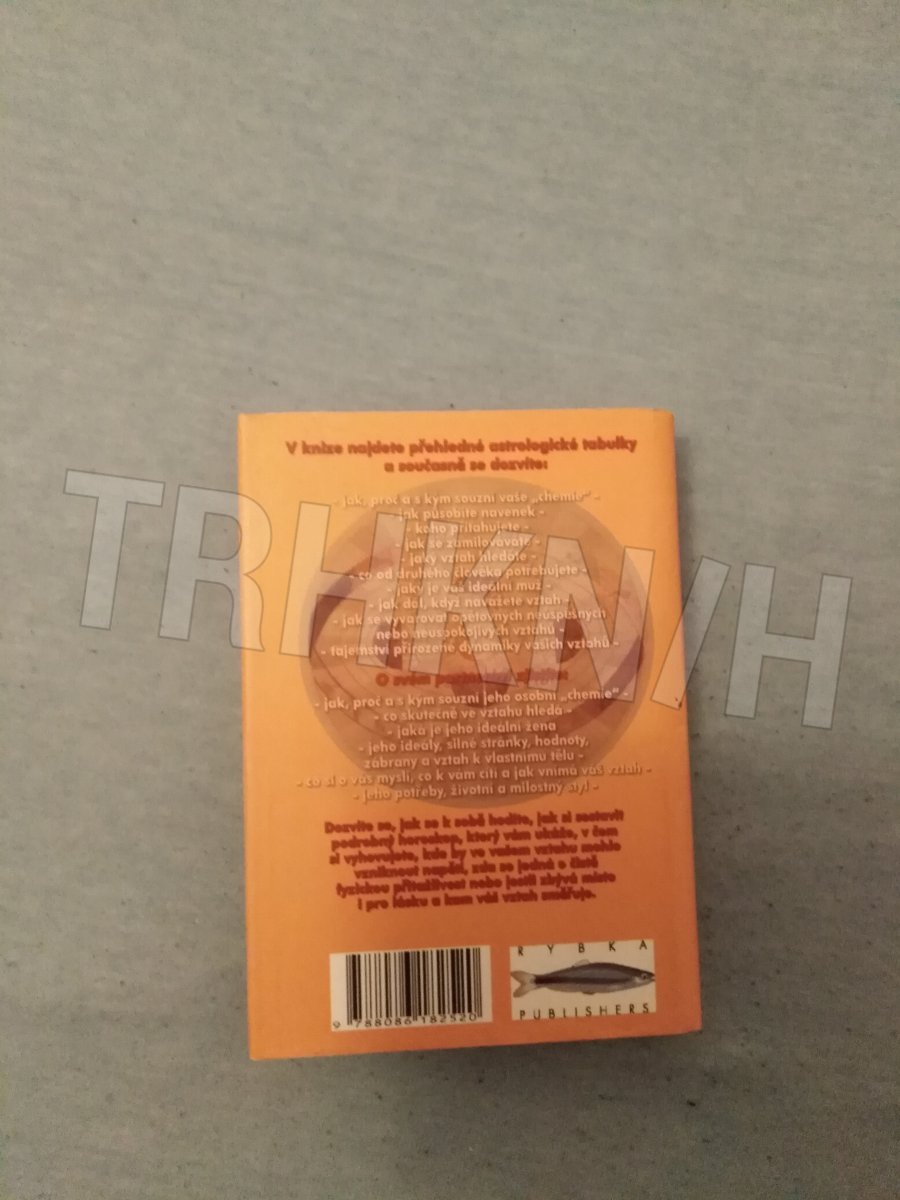 V knize najdete přehledné astrologické tabulky
a současně se dozvíte:
- jak, proč a s kým souzní vaše „chemie“ -
- jak působíte navenek -
- koho přitahujete -
- jak se zamilováváte -
- jaký vztah hledáte -
- co od druhého člověka potřebujete -
- jaký je váš ideální muž -
- jak dál, když navážete vztah -
- jak se vyvarovat opětovných neúspěšných
nebo neuspokojivých vztahů -
- tajemství přirozené dynamiky vašich vztahů -
O svém
- jak, proč a s kým souzní jeho osobní „chemie“ -
- co skutečně ve vztahu hledá -
- jaká je jeho ideální žena
- jeho ideály, silné stránky, hodnoty,
zábrany a vztah k vlastnímu tělu -
- co si o vás myslí, co k vám cítí a jak vnímá váš vztah -
- jeho potřeby, životní a milostný styl -
Dozvíte se, jak se k sobě hodíte, jak si sestavit
podrobný horoskop, který vám ukáže, v čem
si vyhovujete, kde by ve vašem vztahu mohlo
vzniknout napětí, zda se jedná o čistě
fyzickou přitažlivost nebo jestli zbývá místo
i pro lásku a kam váš vztah směřuje.
9 788086 182520
RYBKA
PUBLISHERS
TRHKNI/H